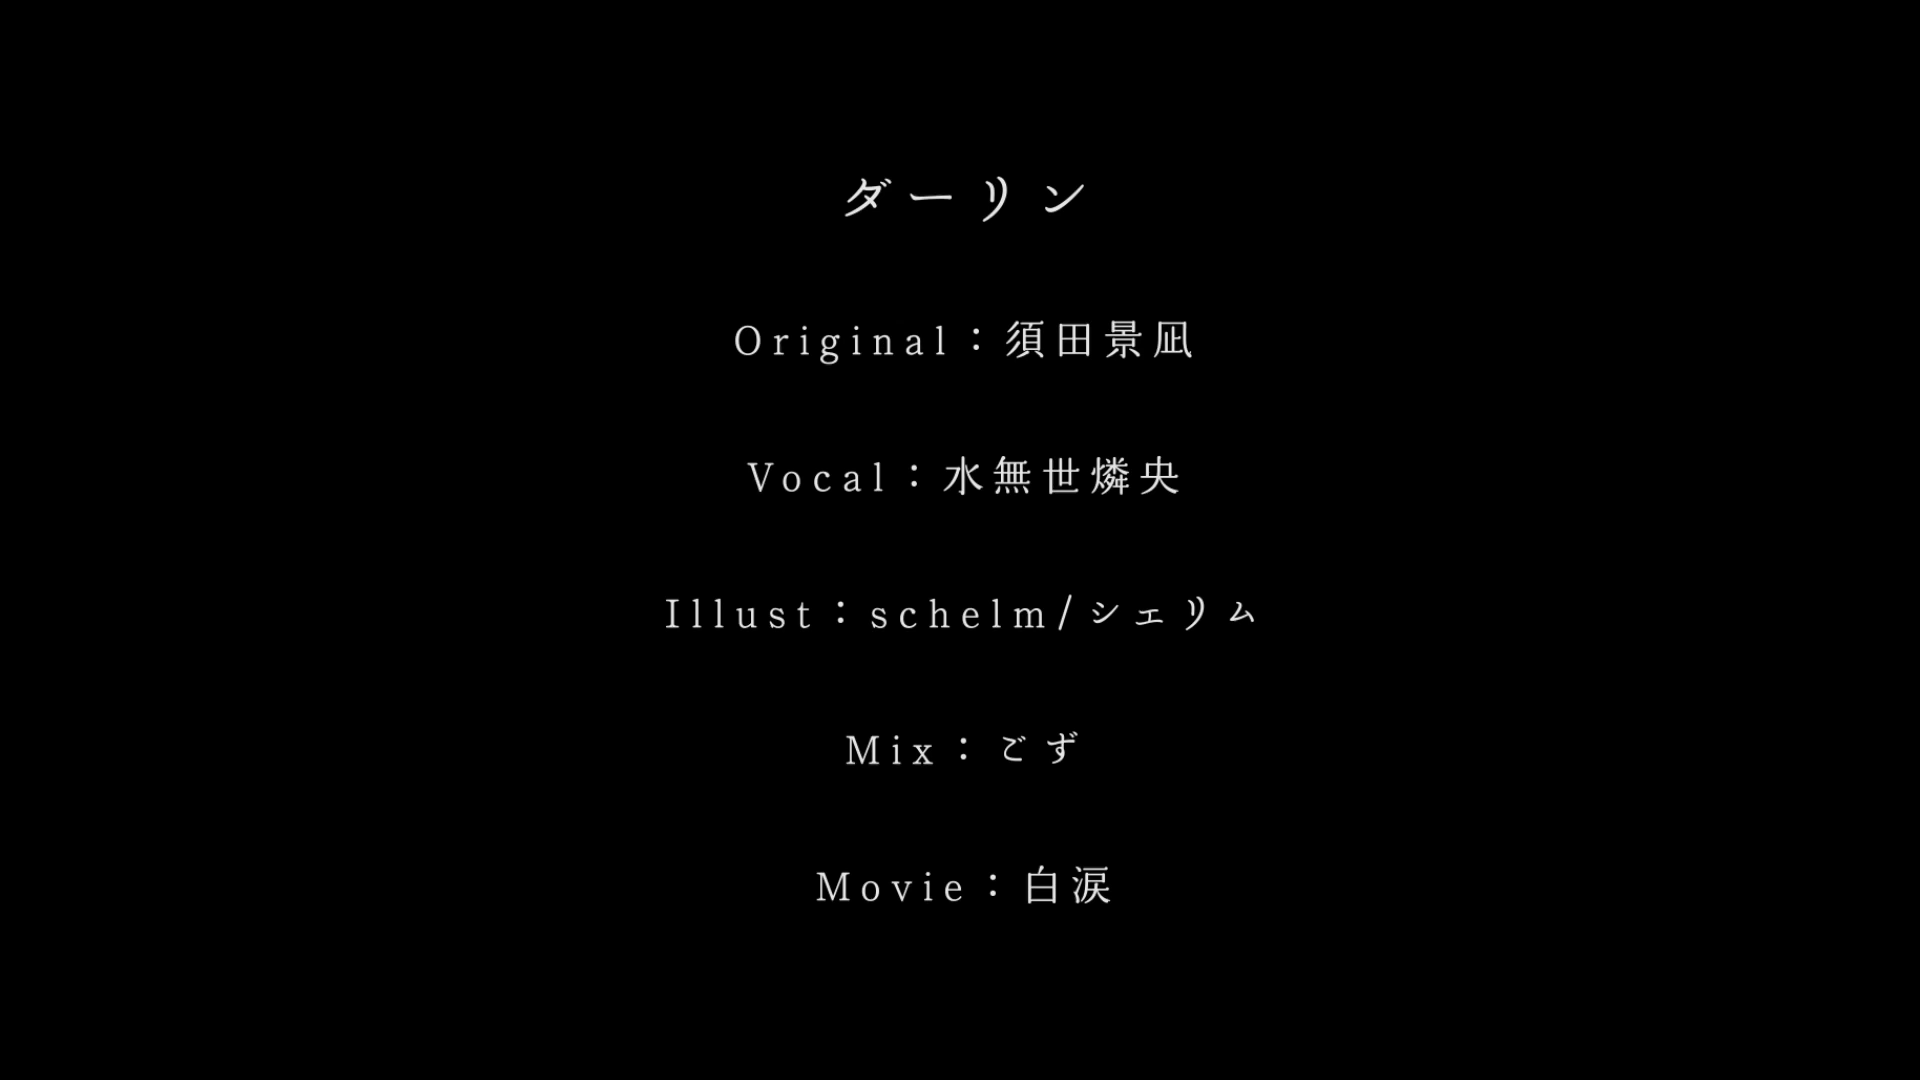 ダーリン
Original：須田景凪
Vocal：水無世燐央
Illust：schelm/シェリム
Mix：ごず
Movie：白涙